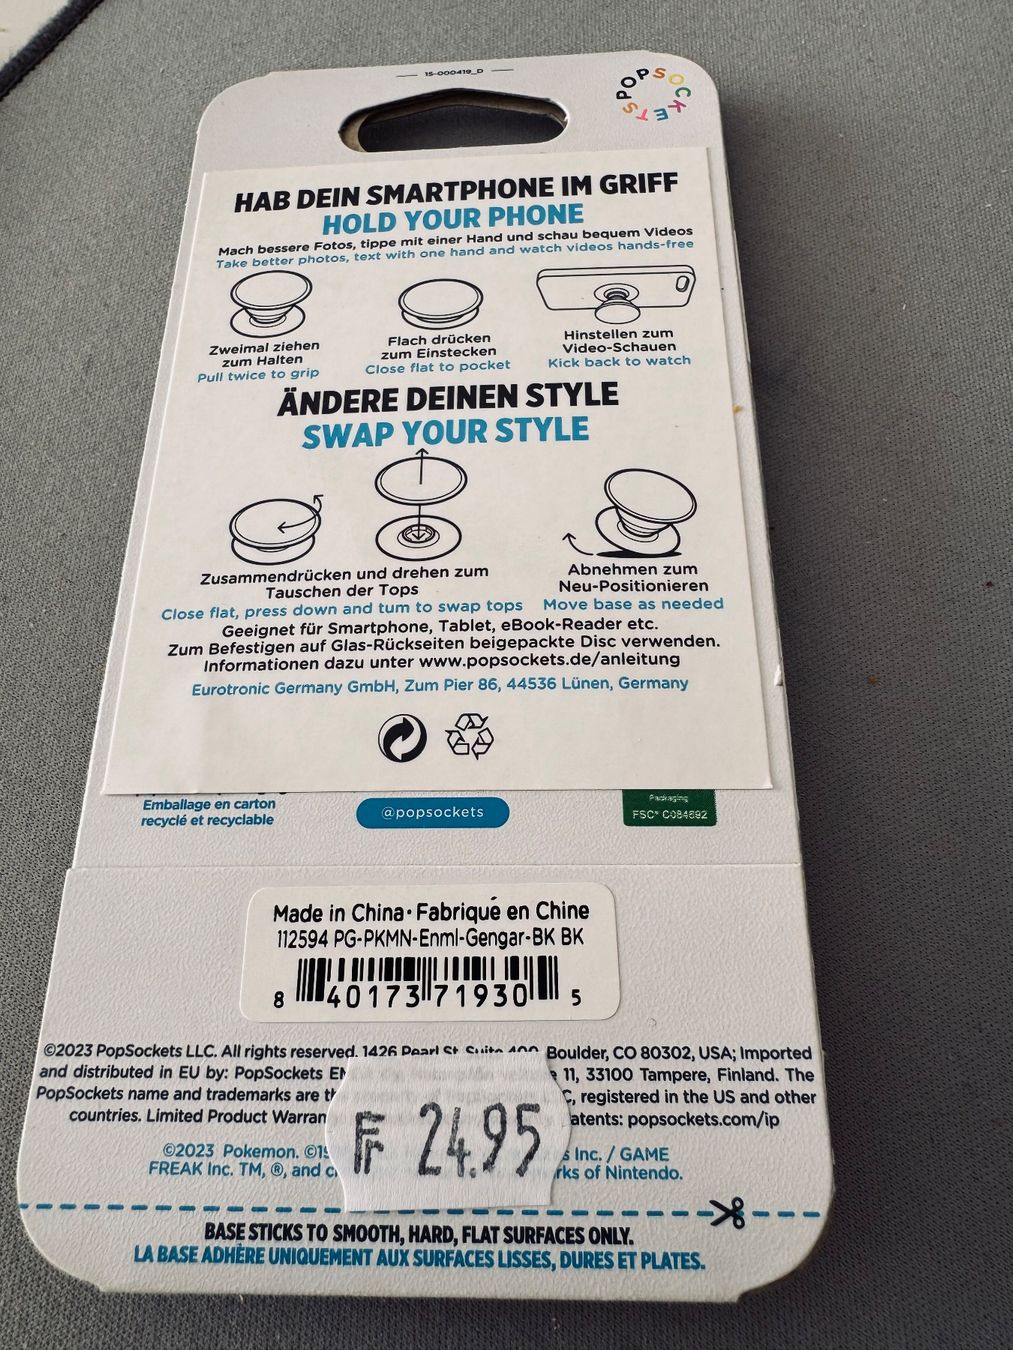 15-000419_D
POPSOCKETS
HAB DEIN SMARTPHONE IM GRIFF
HOLD YOUR PHONE
Mach bessere Fotos, tippe mit einer Hand und schau bequem Videos
Take better photos, text with one hand and watch videos hands-free
Zweimal ziehen
zum Halten
Pull twice to grip
Flach drücken
zum Einstecken
Close flat to pocket
Hinstellen zum
Video-Schauen
Kick back to watch
ÄNDERE DEINEN STYLE
SWAP YOUR STYLE
Zusammendrücken und drehen zum
Tauschen der Tops
Close flat, press down and tum to swap tops
Abnehmen zum
Neu-Positionieren
Move base as needed
Geeignet für Smartphone, Tablet, eBook-Reader etc.
Zum Befestigen auf Glas-Rückseiten beigepackte Disc verwenden.
Informationen dazu unter www.popsockets.de/anleitung
Eurotronic Germany GmbH, Zum Pier 86, 44536 Lünen, Germany
Emballage en carton
recyclé et recyclable
@popsockets
Packaging
FSC® C084692
Made in China · Fabriqué en Chine
112594 PG-PKMN-Enml-Gengar-BK BK
8 40173 71930 5
©2023 PopSockets LLC. All rights reserved. 1426 Pearl St. Suite 400, Boulder, CO 80302, USA; Imported
and distributed in EU by: PopSockets 11, 33100 Tampere, Finland. The
PopSockets name and trademarks are registered in the US and other
countries. Limited Product popsockets.com/ip
FF 24.95
©2023 Pokemon. Inc. / GAME
FREAK Inc. TM, ®, and of Nintendo.
BASE STICKS TO SMOOTH, HARD, FLAT SURFACES ONLY.
LA BASE ADHÈRE UNIQUEMENT AUX SURFACES LISSES, DURES ET PLATES.